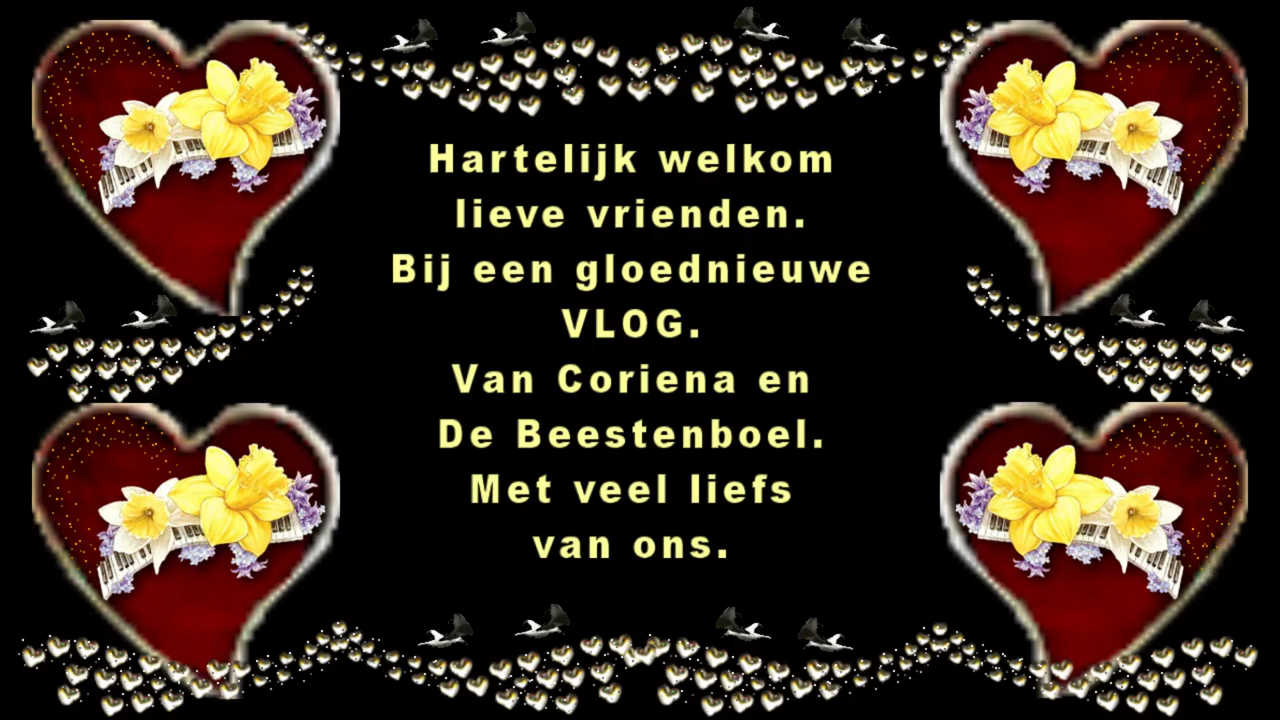 Hartelijk welkom
lieve vrienden.
Bij een gloednieuwe
VLOG.
Van Coriena en
De Beestenboel.
Met veel liefs
van ons.